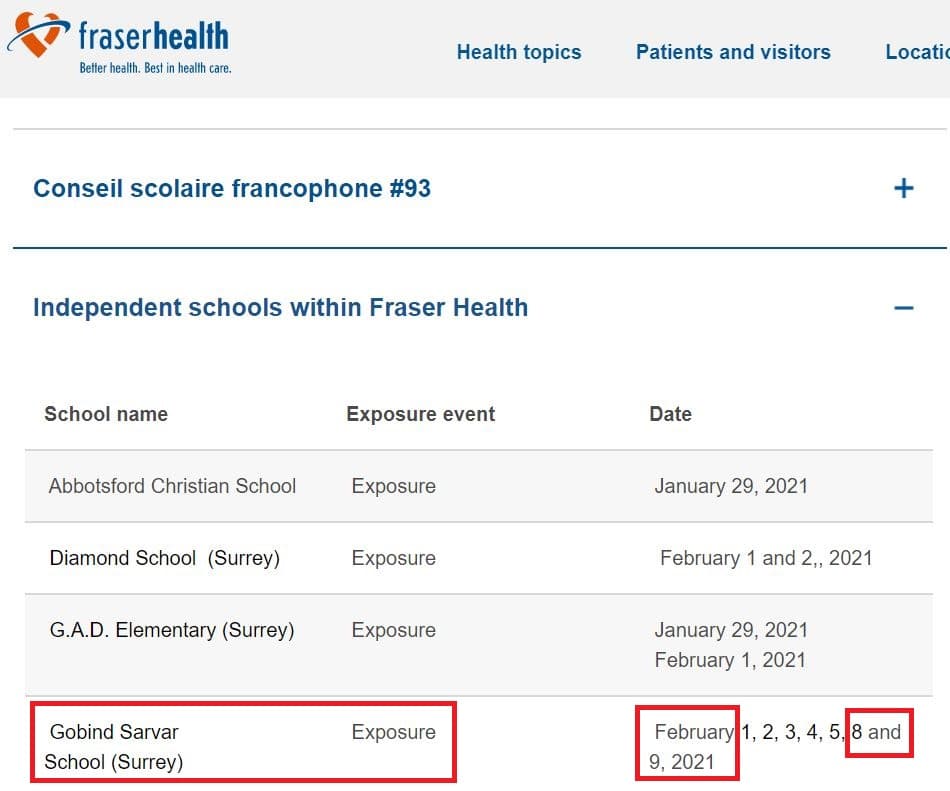 fraserhealth
Better health. Best in health care.
Health topics Patients and visitors Locatio
Conseil scolaire francophone #93
Independent schools within Fraser Health
School name Exposure event Date
Abbotsford Christian School Exposure January 29, 2021
Diamond School (Surrey) Exposure February 1 and 2,, 2021
G.A.D. Elementary (Surrey) Exposure January 29, 2021
February 1, 2021
Gobind Sarvar Exposure February 1, 2, 3, 4, 5, 8 and
School (Surrey) 9, 2021